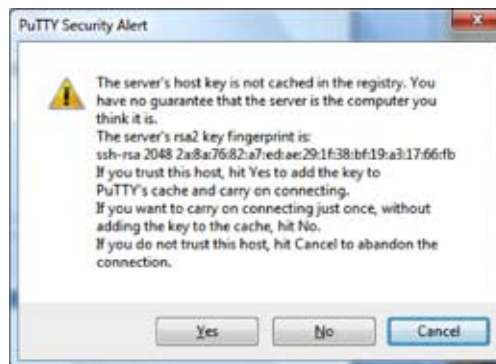 PuTTY Security Alert
The server's host key is not cached in the registry. You
have no guarantee that the server is the computer you
think it is.
The server's rsa2 key fingerprint is:
ssh-rsa 2048 2a:8a:76:82:a7:ed:ae:29:1f:38:bf:19:a3:17:66:fb
If you trust this host, hit Yes to add the key to
PuTTY's cache and carry on connecting.
If you want to carry on connecting just once, without
adding the key to the cache, hit No.
If you do not trust this host, hit Cancel to abandon the
connection.
Yes
No
Cancel